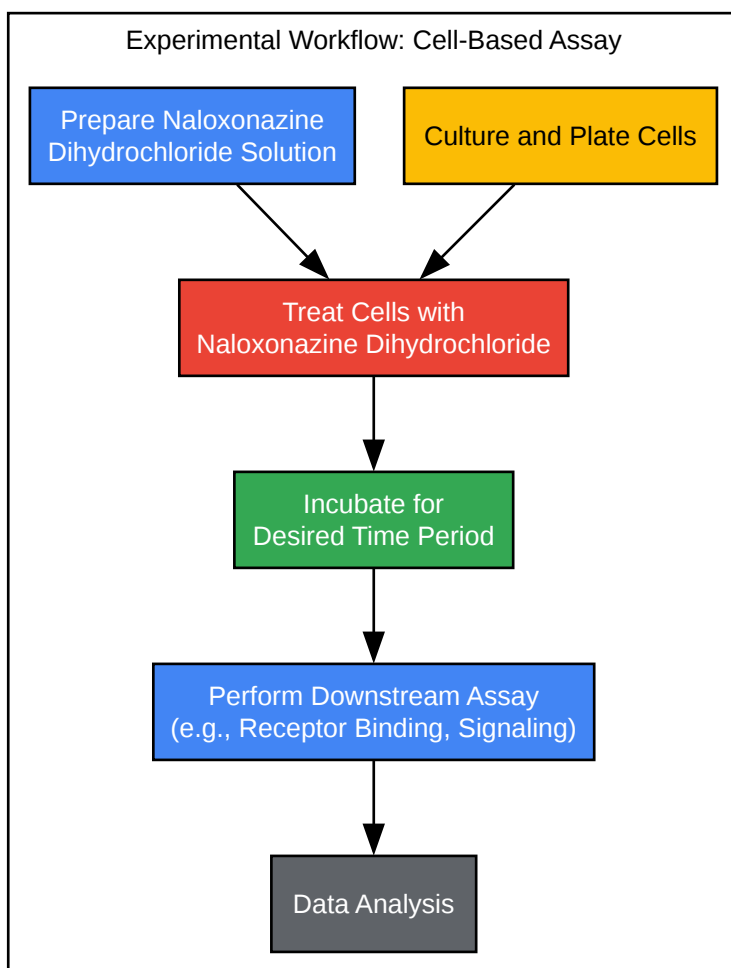 Experimental Workflow: Cell-Based Assay
Prepare Naloxonazine
Dihydrochloride Solution
Culture and Plate Cells
Treat Cells with
Naloxonazine Dihydrochloride
Incubate for
Desired Time Period
Perform Downstream Assay
(e.g., Receptor Binding, Signaling)
Data Analysis